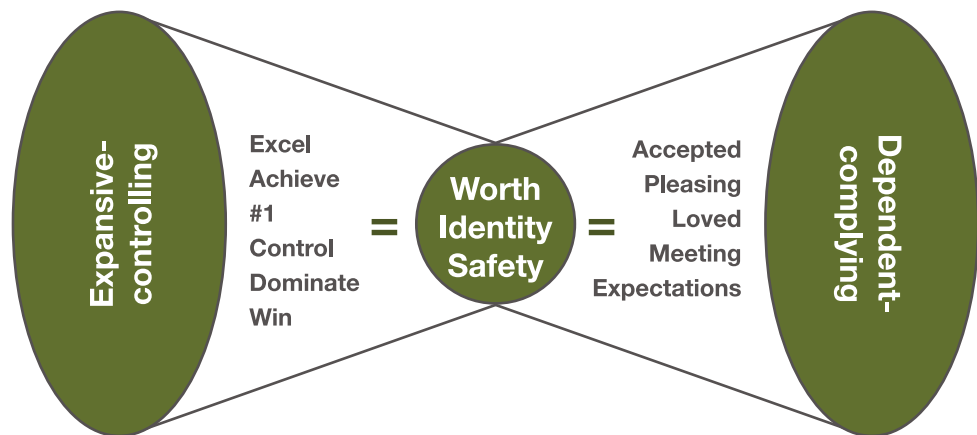 Expansive-
controlling
Excel
Achieve
#1
Control
Dominate
Win
=
Worth
Identity
Safety
=
Accepted
Pleasing
Loved
Meeting
Expectations
Dependent-
complying